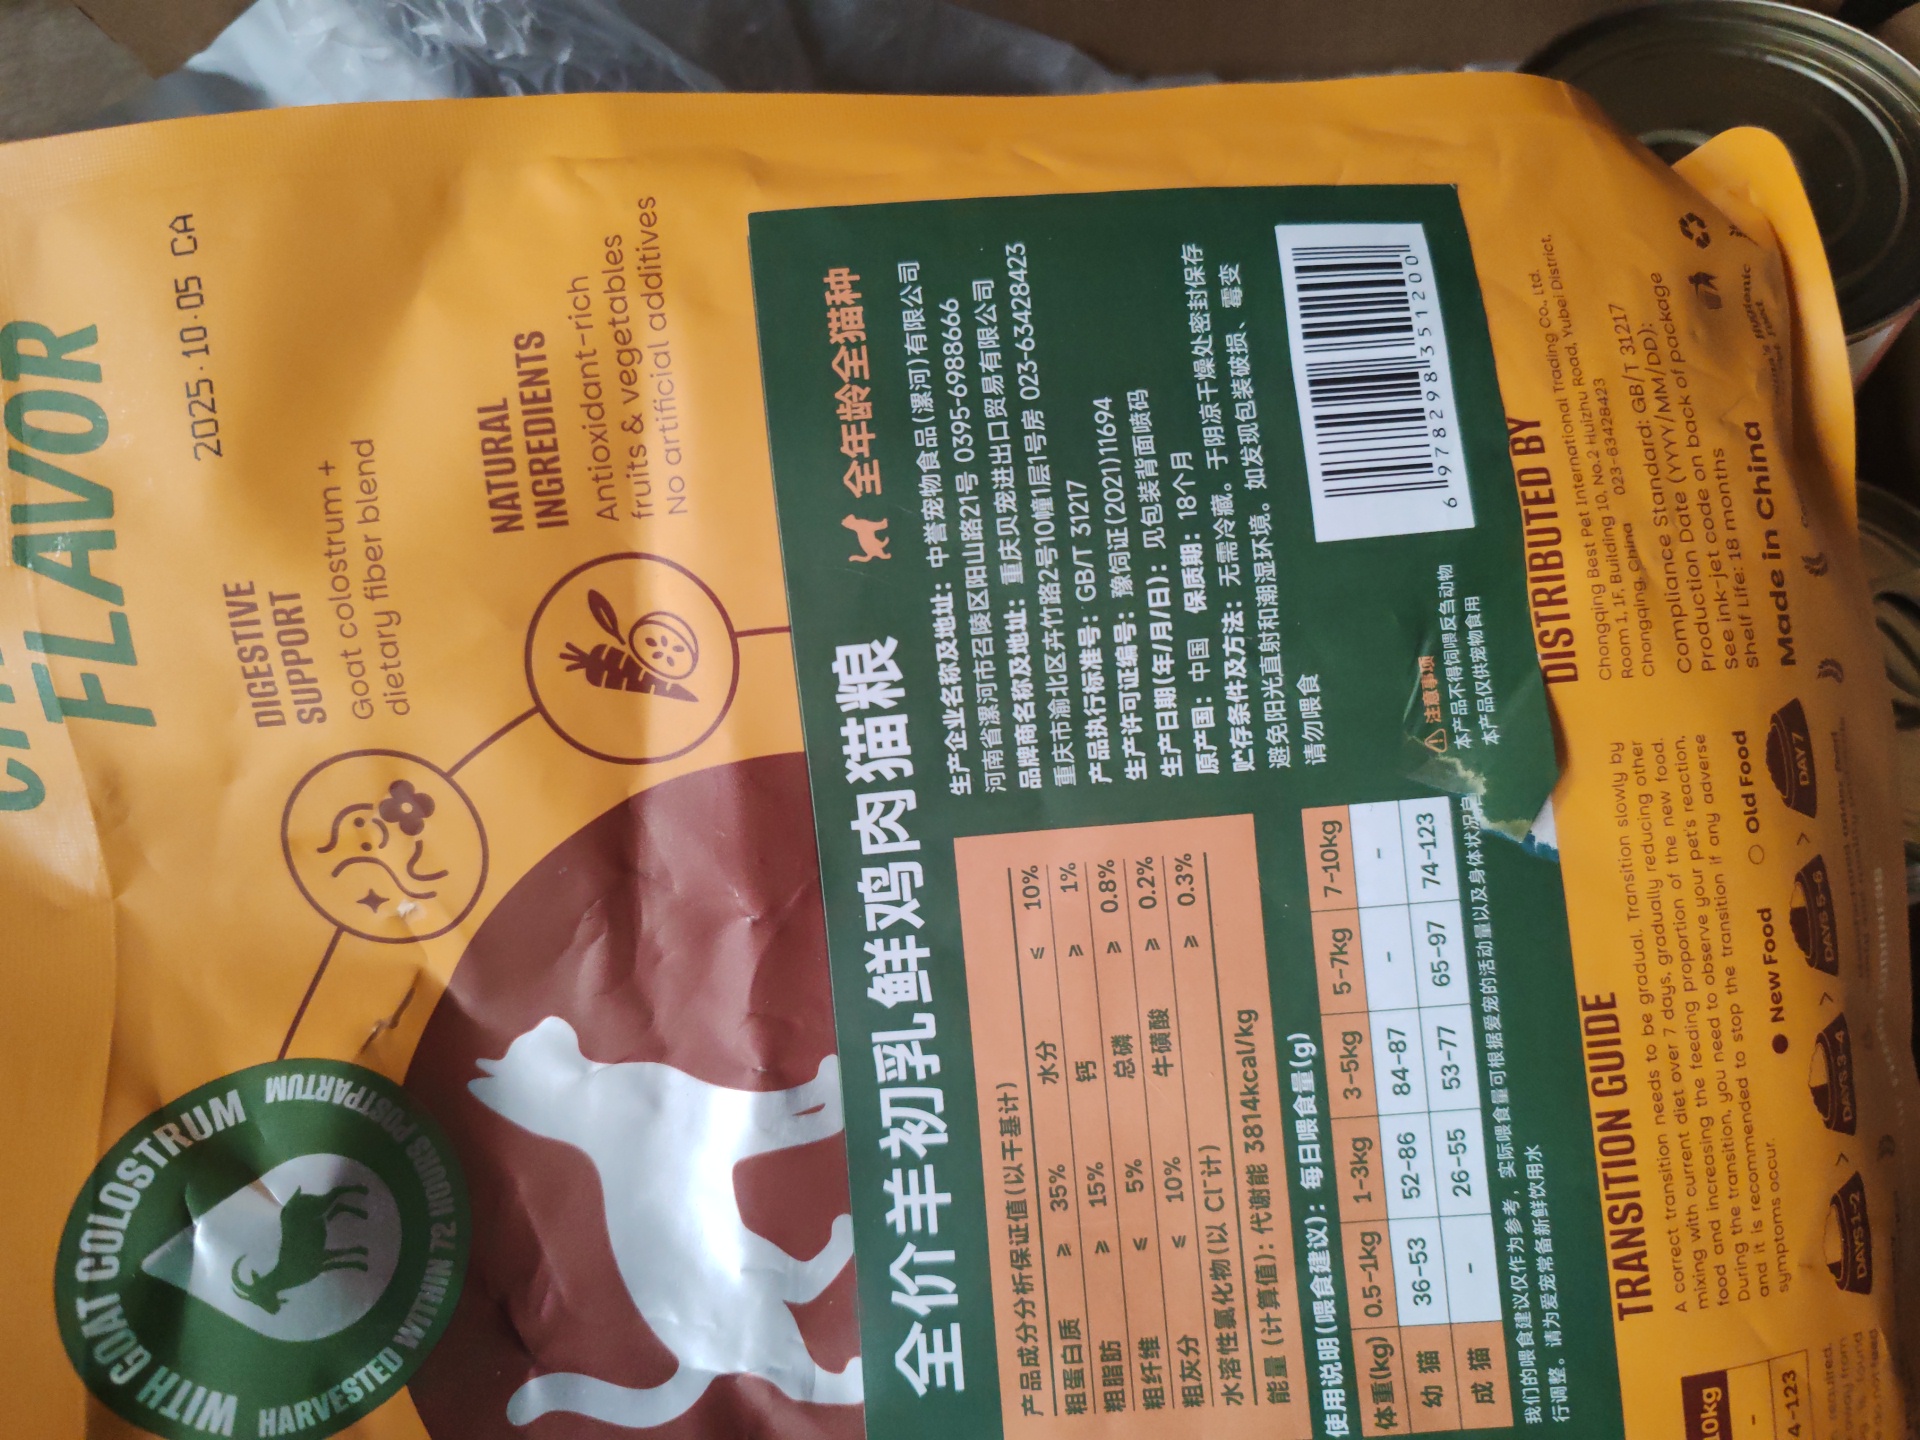 FLAVOR
2025.10.05 CA
DIGESTIVE
SUPPORT
Goat colostrum +
dietary fiber blend
NATURAL
INGREDIENTS
Antioxidant-rich
fruits & vegetables
No artificial additives
WITH GOAT COLOSTRUM
HARVESTED WITHIN 72 HOURS POSTPARTUM
全价羊初乳鲜鸡肉猫粮
全年龄全猫种
产品成分分析保证值(以干基计)
粗蛋白质 ≥ 35% 水分 ≤ 10%
粗脂肪 ≥ 15% 钙 ≥ 1%
粗纤维 ≤ 5% 总磷 ≥ 0.8%
粗灰分 ≤ 10% 牛磺酸 ≥ 0.2%
水溶性氯化物(以 Cl⁻计) ≥ 0.3%
能量 (计算值): 代谢能 3814kcal/kg
生产企业名称及地址：中誉宠物食品(漯河)有限公司
河南省漯河市召陵区阳山路21号 0395-6988666
品牌商名称及地址：重庆贝宠进出口贸易有限公司
重庆市渝北区卉竹路2号10幢1层1号房 023-63428423
产品执行标准号：GB/T 31217
生产许可证编号：豫饲证(2021)11694
生产日期(年/月/日)：见包装背面喷码
原产国：中国 保质期：18个月
贮存条件及方法：无需冷藏。于阴凉干燥处密封保存
避免阳光直射和潮湿环境。如发现包装破损、霉变
请勿喂食
使用说明(喂食建议)：每日喂食量(g)
体重(kg) 0.5-1kg 1-3kg 3-5kg 5-7kg 7-10kg
幼猫 36-53 52-86 84-87 - -
成猫 - 26-55 53-77 65-97 74-123
我们的喂食建议仅作为参考，实际喂食量可根据爱宠的活动量以及身体状况
行调整。请为爱宠常备新鲜饮用水
注意事项
本产品不得饲喂反刍动物
本产品仅供宠物食用
6 978298 351200
TRANSITION GUIDE
A correct transition needs to be gradual. Transition slowly by
mixing with current diet over 7 days, gradually reducing other
food and increasing the feeding proportion of the new food.
During the transition, you need to observe your pet's reaction,
and it is recommended to stop the transition if any adverse
symptoms occur.
New Food
Old Food
DAYS 1-2 > DAYS 3-4 > DAYS 5-6 > DAY 7
DISTRIBUTED BY
Chongqing Best Pet International Trading Co., Ltd.
Room 1, 1F, Building 10, No.2 Huizhu Road, Yubei District,
Chongqing, China 023-63428423
Compliance Standard: GB/T 31217
Production Date (YYYY/MM/DD):
See ink-jet code on back of package
Shelf Life: 18 months
Made in China
10kg
-
4-123